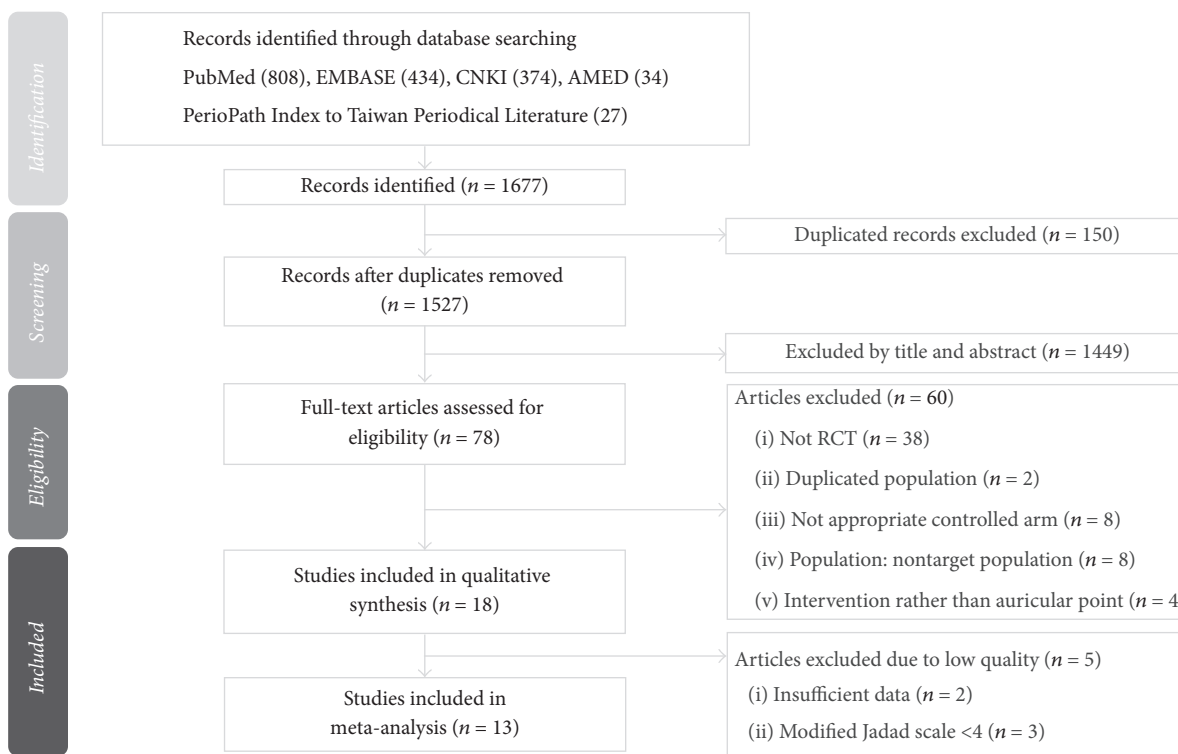 Identification
Records identified through database searching
PubMed (808), EMBASE (434), CNKI (374), AMED (34)
PerioPath Index to Taiwan Periodical Literature (27)
Records identified (n = 1677)
Screening
Duplicated records excluded (n = 150)
Records after duplicates removed
(n = 1527)
Excluded by title and abstract (n = 1449)
Eligibility
Full-text articles assessed for
eligibility (n = 78)
Articles excluded (n = 60)
(i) Not RCT (n = 38)
(ii) Duplicated population (n = 2)
(iii) Not appropriate controlled arm (n = 8)
(iv) Population: nontarget population (n = 8)
(v) Intervention rather than auricular point (n = 4
Included
Studies included in qualitative
synthesis (n = 18)
Articles excluded due to low quality (n = 5)
(i) Insufficient data (n = 2)
(ii) Modified Jadad scale <4 (n = 3)
Studies included in
meta-analysis (n = 13)